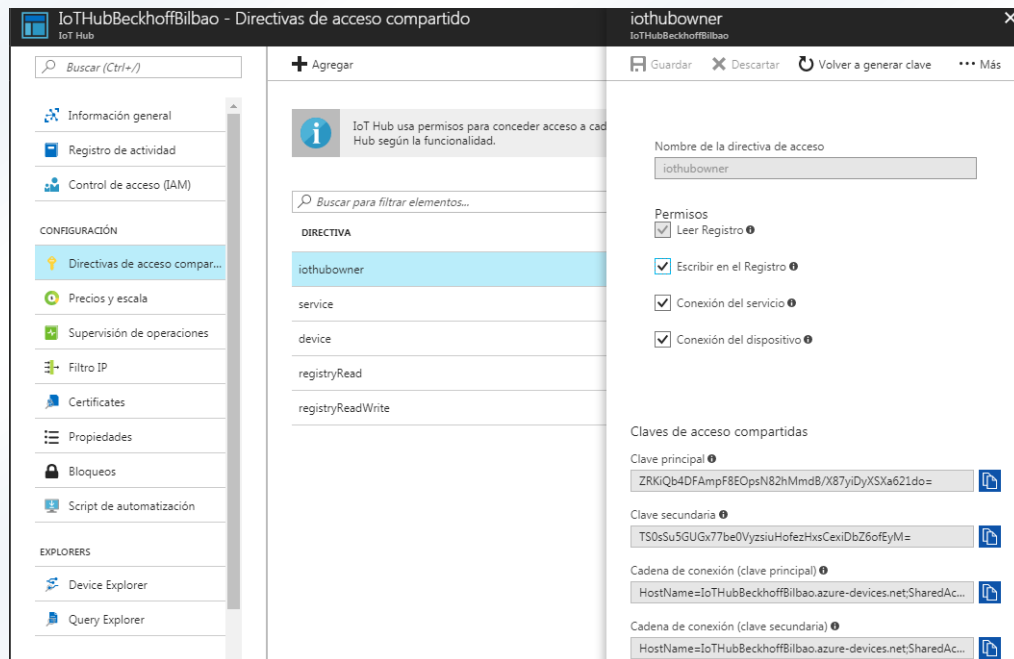 IoTHubBeckhoffBilbao - Directivas de acceso compartido
IoT Hub
Buscar (Ctrl+/)
Información general
Registro de actividad
Control de acceso (IAM)
CONFIGURACIÓN
Directivas de acceso compar...
Precios y escala
Supervisión de operaciones
Filtro IP
Certificates
Propiedades
Bloqueos
Script de automatización
EXPLORERS
Device Explorer
Query Explorer
Agregar
IoT Hub usa permisos para conceder acceso a cad
Hub según la funcionalidad.
Buscar para filtrar elementos...
DIRECTIVA
iothubowner
service
device
registryRead
registryReadWrite
iothubowner
IoTHubBeckhoffBilbao
Guardar Descartar Volver a generar clave ··· Más
Nombre de la directiva de acceso
iothubowner
Permisos
Leer Registro
Escribir en el Registro
Conexión del servicio
Conexión del dispositivo
Claves de acceso compartidas
Clave principal
ZRKiQb4DFAmpF8EOpsN82hMmdB/X87yiDyXSXa621do=
Clave secundaria
TS0sSu5GUGx77be0VyzsiuHofezHxsCexiDbZ6ofEyM=
Cadena de conexión (clave principal)
HostName=IoTHubBeckhoffBilbao.azure-devices.net;SharedAc...
Cadena de conexión (clave secundaria)
HostName=IoTHubBeckhoffBilbao.azure-devices.net;SharedAc...